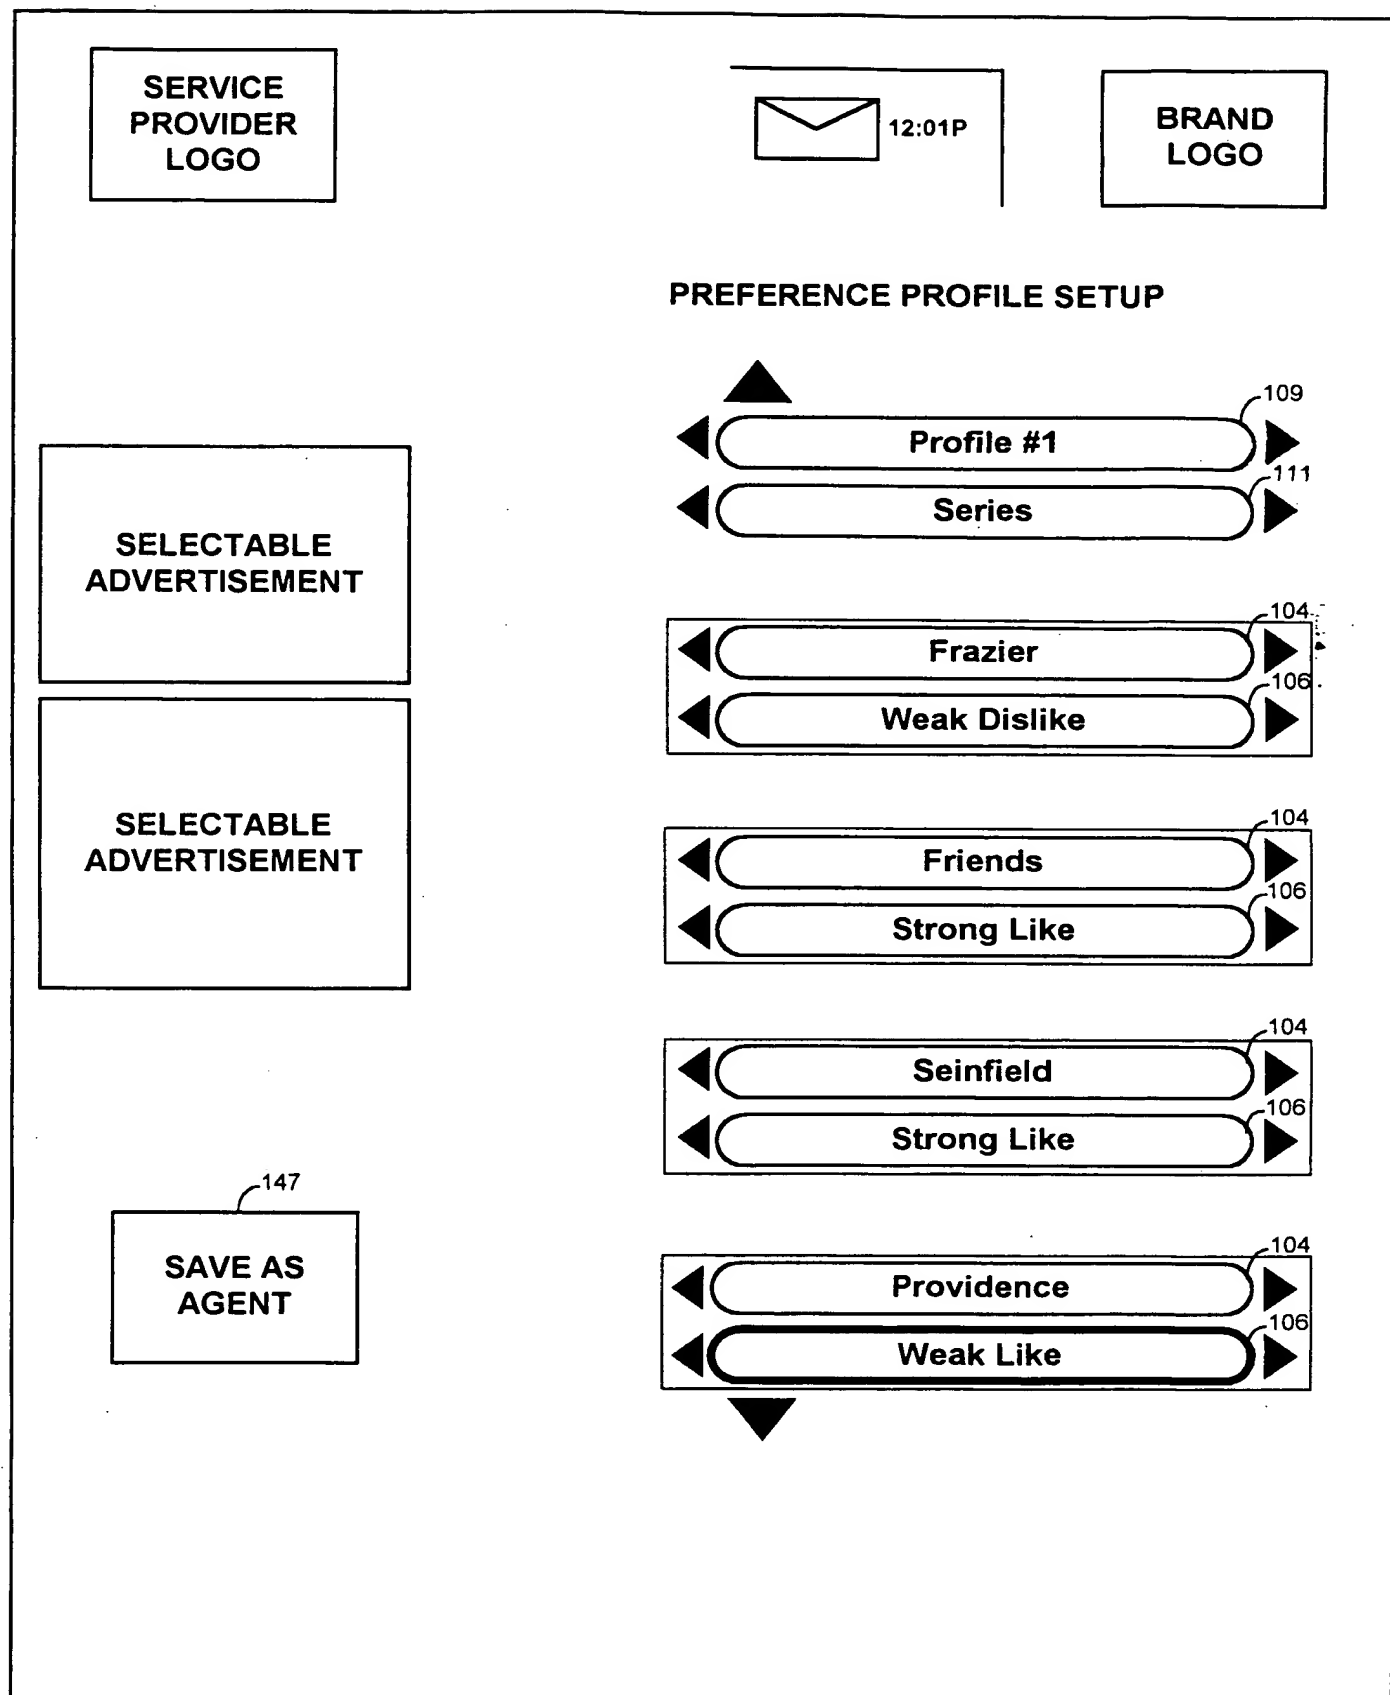 SERVICE
PROVIDER
LOGO
12:01P
BRAND
LOGO
PREFERENCE PROFILE SETUP
109
Profile #1
111
Series
SELECTABLE
ADVERTISEMENT
104
Frazier
106
Weak Dislike
SELECTABLE
ADVERTISEMENT
104
Friends
106
Strong Like
104
Seinfield
106
Strong Like
147
SAVE AS
AGENT
104
Providence
106
Weak Like